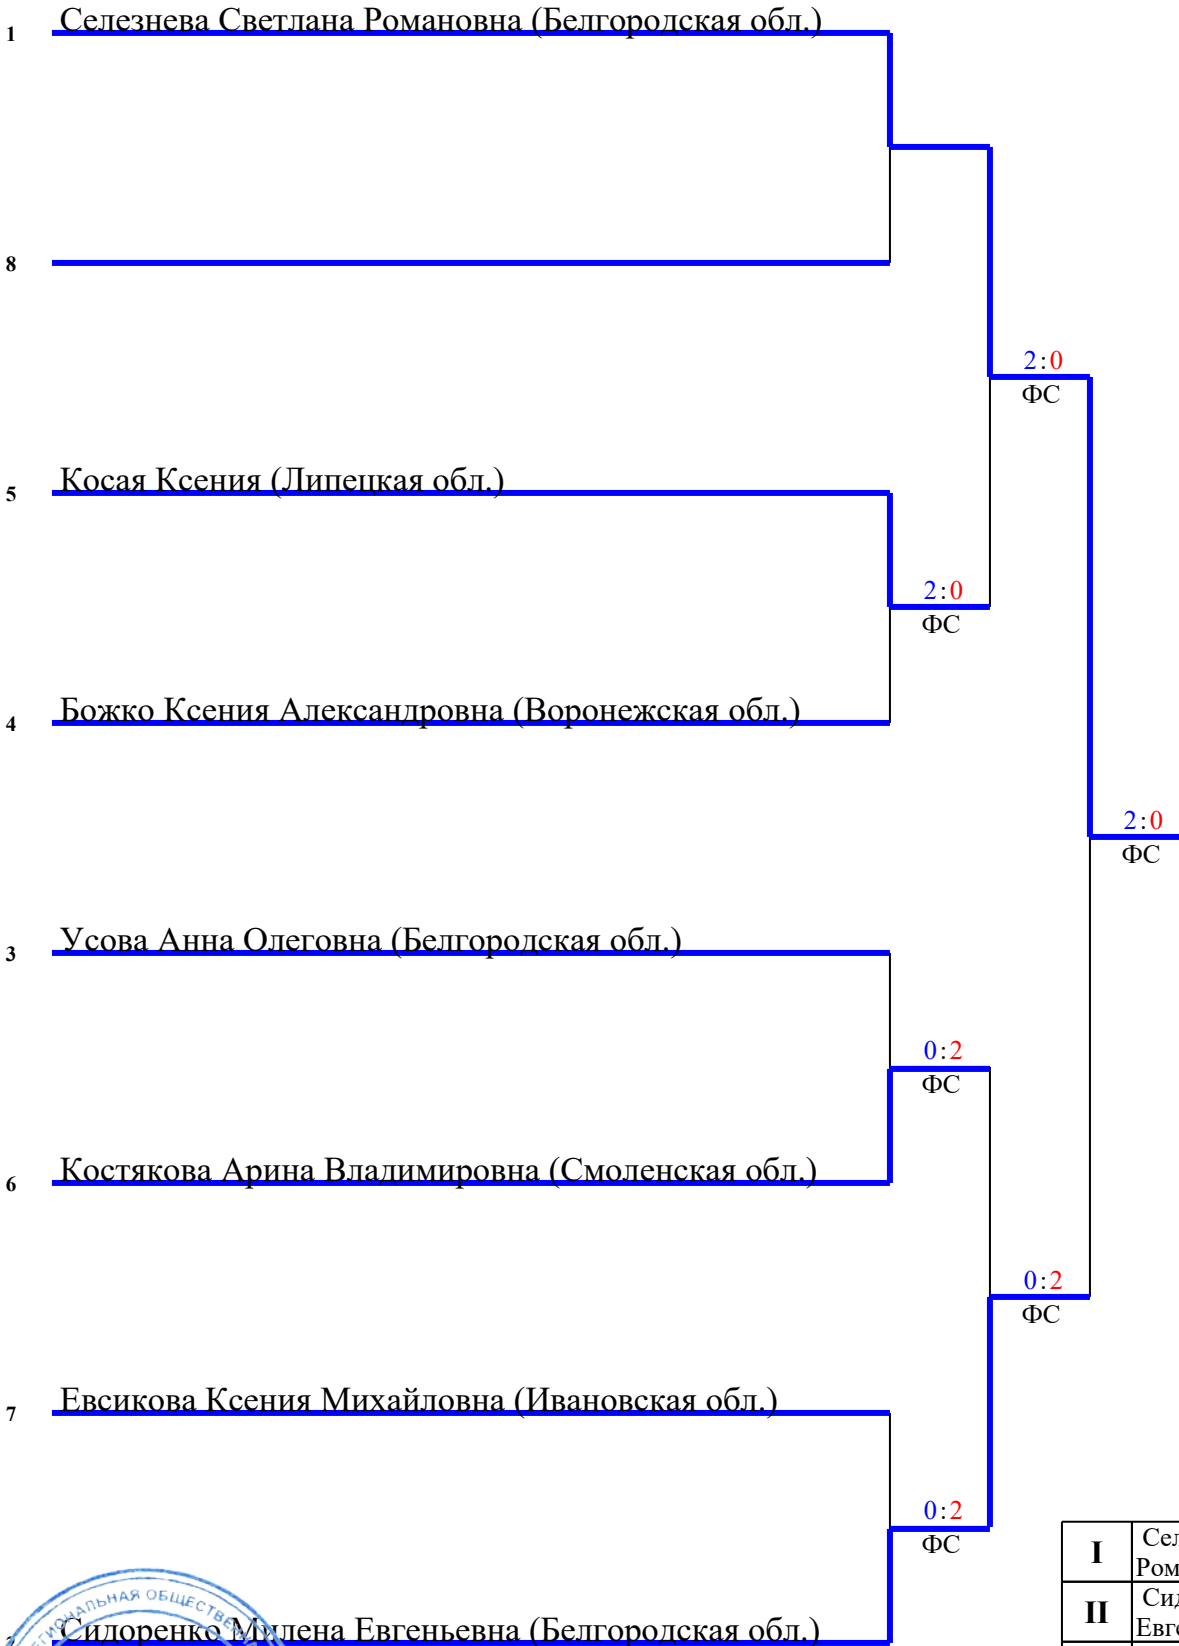 1 Селезнева Светлана Романовна (Белгородская обл.)
8
2:0
ФС
5 Косая Ксения (Липецкая обл.)
2:0
ФС
4 Божко Ксения Александровна (Воронежская обл.)
2:0
ФС
3 Усова Анна Олеговна (Белгородская обл.)
0:2
ФС
6 Костякова Арина Владимировна (Смоленская обл.)
0:2
ФС
7 Евсикова Ксения Михайловна (Ивановская обл.)
0:2
ФС
I Сел
Ром
II Сид
Евге
Сидоренко Милена Евгеньевна (Белгородская обл.)